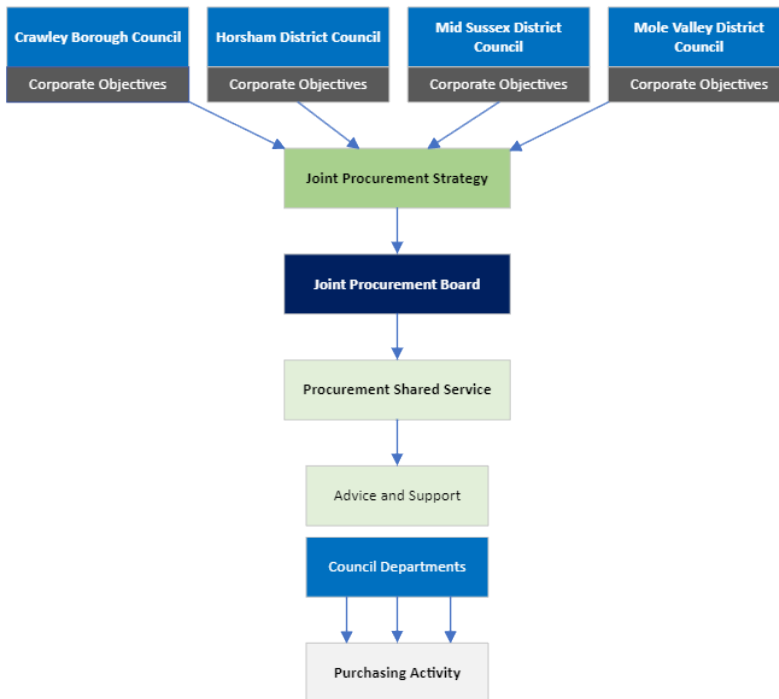 Crawley Borough Council
Horsham District Council
Mid Sussex District
Council
Mole Valley District
Council
Corporate Objectives
Corporate Objectives
Corporate Objectives
Corporate Objectives
Joint Procurement Strategy
Joint Procurement Board
Procurement Shared Service
Advice and Support
Council Departments
Purchasing Activity